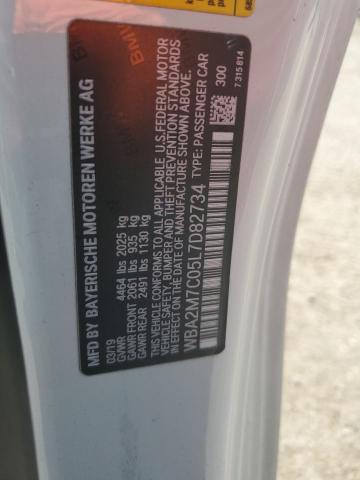 MFD BY BAYERISCHE MOTOREN WERKE AG
03/19
GVWR 4464 lbs 2025 kg
GAWR FRONT 2061 lbs 935 kg
GAWR REAR 2491 lbs 1130 kg
THIS VEHICLE CONFORMS TO ALL APPLICABLE U.S.FEDERAL MOTOR
VEHICLE SAFETY, BUMPER AND THEFT PREVENTION STANDARDS
IN EFFECT ON THE DATE OF MANUFACTURE SHOWN ABOVE.
WBA2M7C05L7D82734 TYPE: PASSENGER CAR
300
7 315 814
BMW